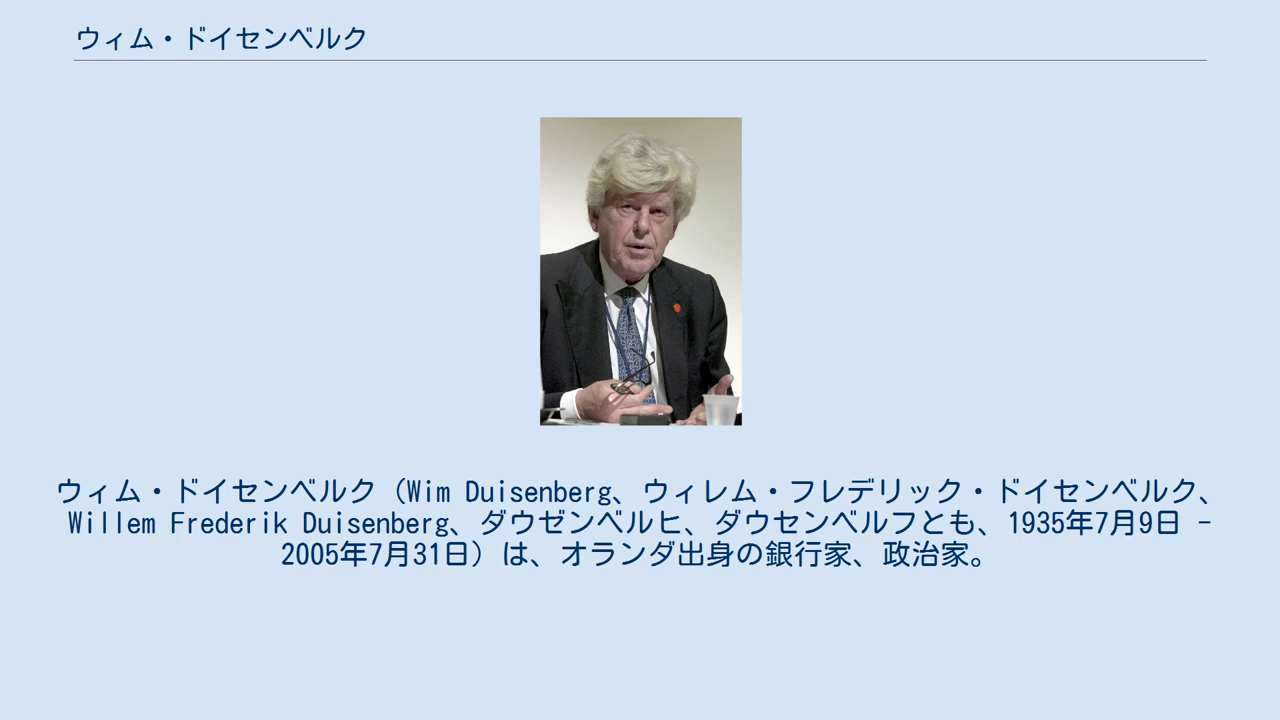 ウィム・ドイセンベルク
ウィム・ドイセンベルク（Wim Duisenberg、ウィレム・フレデリック・ドイセンベルク、
Willem Frederik Duisenberg、ダウゼンベルヒ、ダウセンベルフとも、1935年7月9日 -
2005年7月31日）は、オランダ出身の銀行家、政治家。